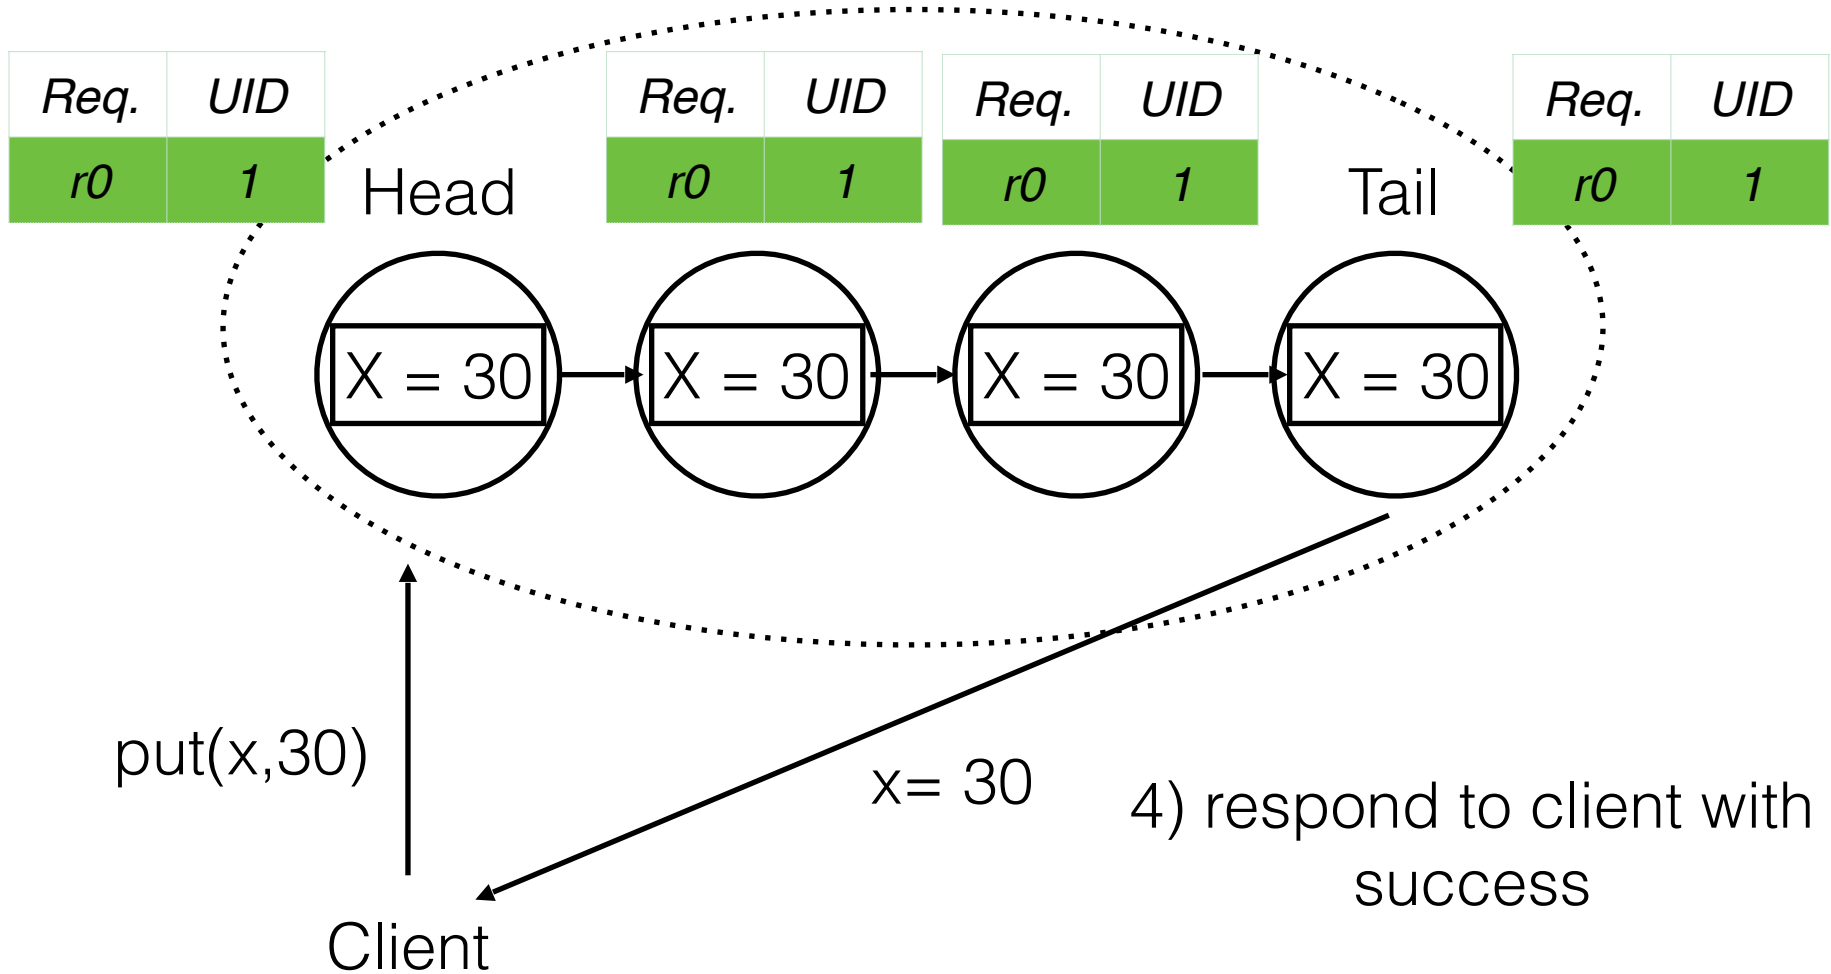 Req. UID
r0 1
Req. UID
r0 1
Req. UID
r0 1
Req. UID
r0 1
Head
Tail
X = 30
X = 30
X = 30
X = 30
put(x,30)
x= 30
4) respond to client with
success
Client